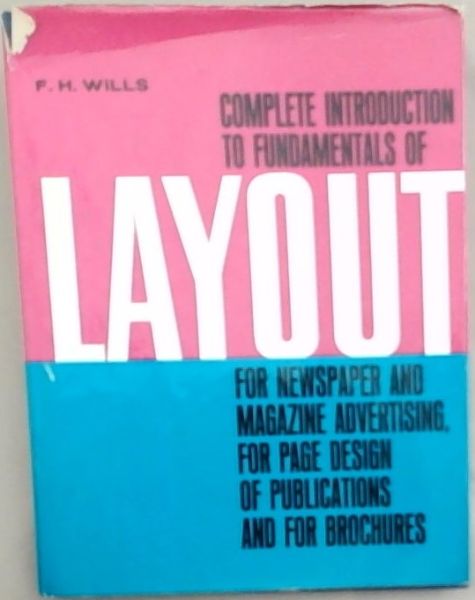 F. H. WILLS
COMPLETE INTRODUCTION
TO FUNDAMENTALS OF
LAYOUT
FOR NEWSPAPER AND
MAGAZINE ADVERTISING,
FOR PAGE DESIGN
OF PUBLICATIONS
AND FOR BROCHURES